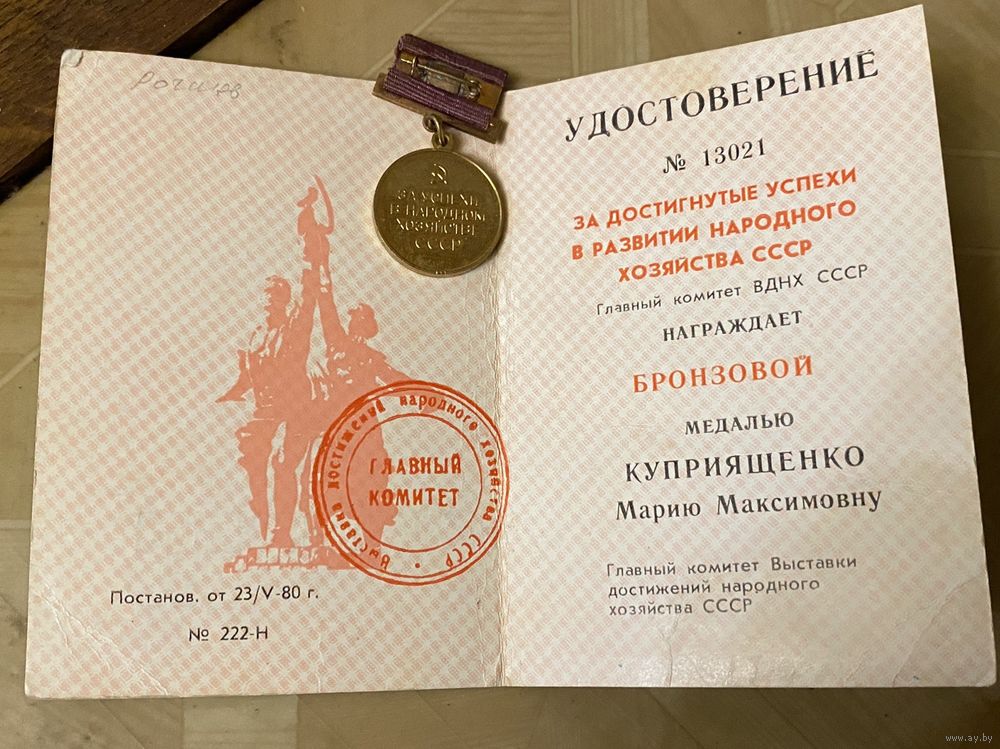 ЗА УСПЕХИ
В НАРОДНОМ
ХОЗЯЙСТВЕ
СССР
Выставка достижений народного хозяйства СССР
ГЛАВНЫЙ
КОМИТЕТ
Постанов. от 23/V-80 г.
№ 222-Н
УДОСТОВЕРЕНИЕ
№ 13021
ЗА ДОСТИГНУТЫЕ УСПЕХИ
В РАЗВИТИИ НАРОДНОГО
ХОЗЯЙСТВА СССР
Главный комитет ВДНХ СССР
НАГРАЖДАЕТ
БРОНЗОВОЙ
МЕДАЛЬЮ
КУПРИЯЩЕНКО
Марию Максимовну
Главный комитет Выставки
достижений народного
хозяйства СССР
www.ay.by